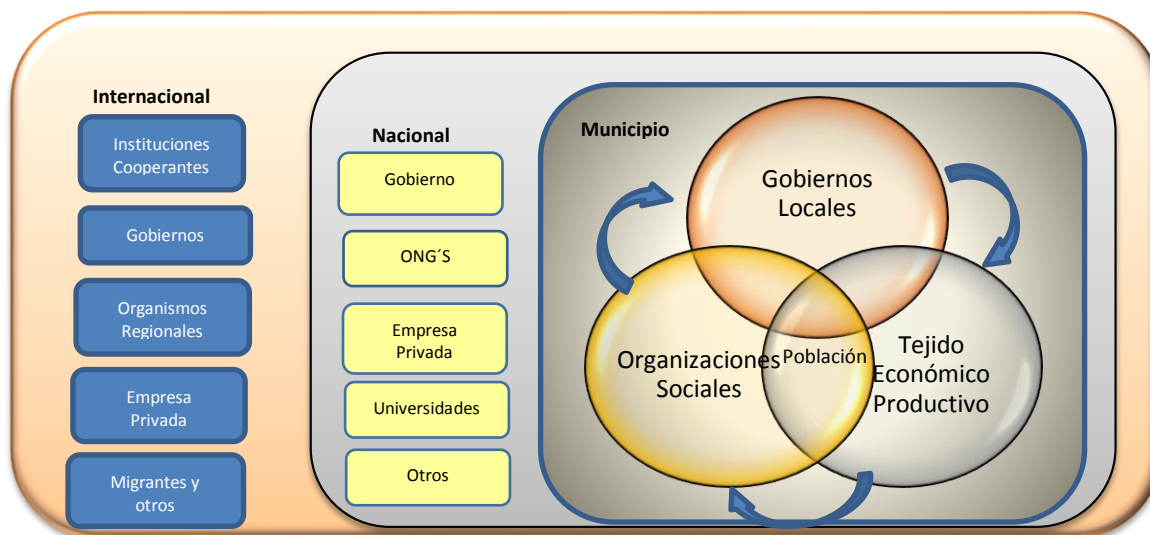 Internacional
Instituciones
Cooperantes
Gobiernos
Organismos
Regionales
Empresa
Privada
Migrantes y
otros
Nacional
Gobierno
ONG´S
Empresa
Privada
Universidades
Otros
Municipio
Gobiernos
Locales
Organizaciones
Sociales
Población
Tejido
Económico
Productivo